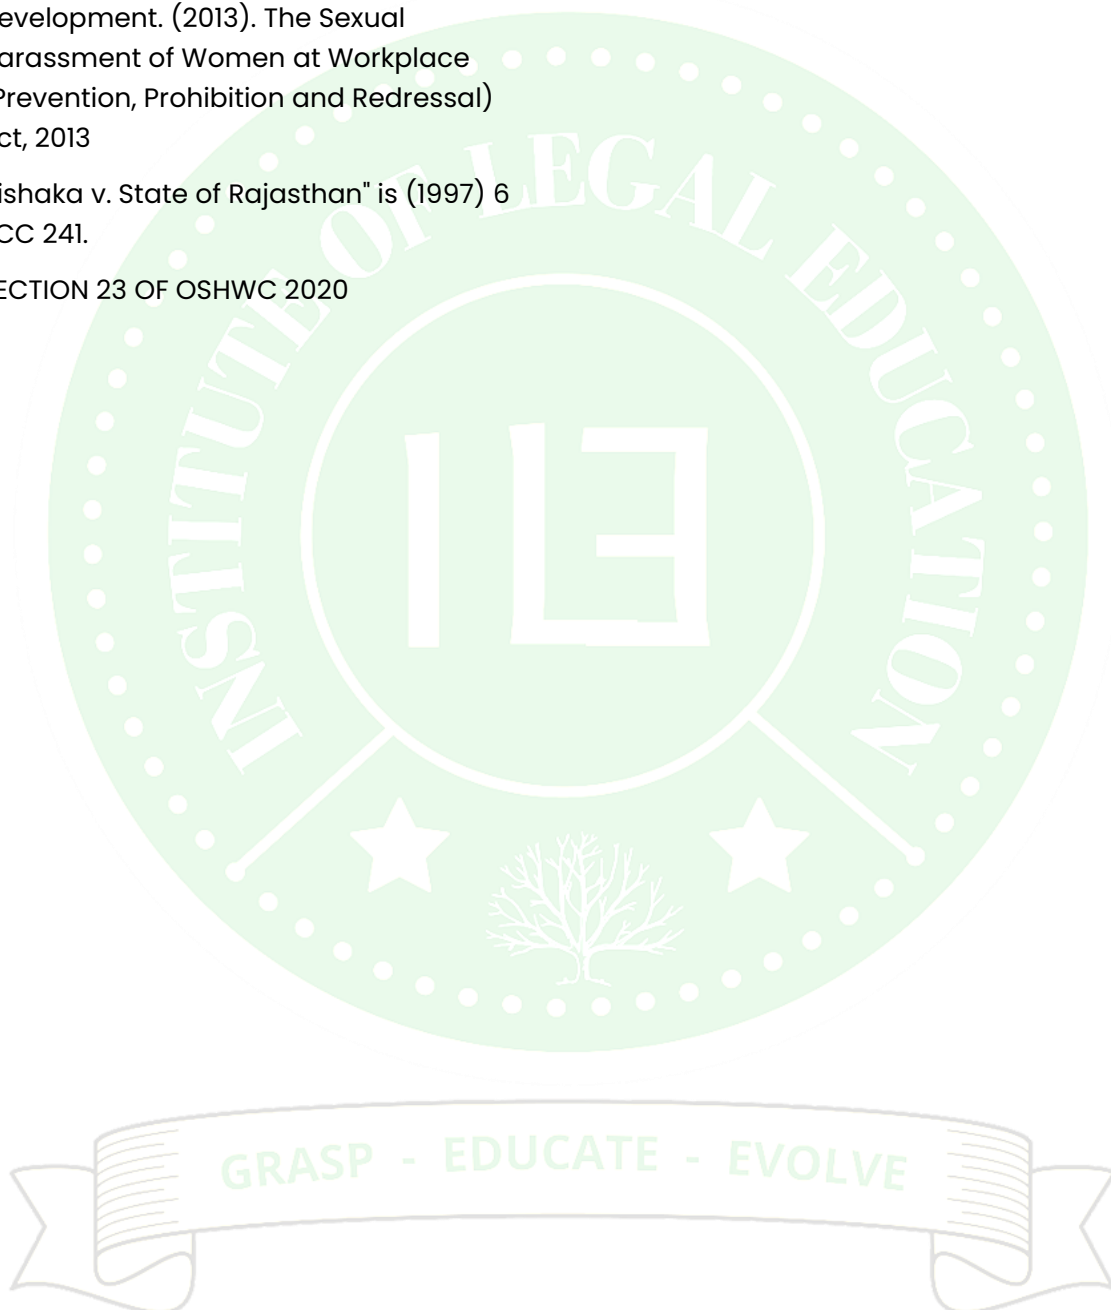 evelopment. (2013). The Sexual
arassment of Women at Workplace
Prevention, Prohibition and Redressal)
ct, 2013
ishaka v. State of Rajasthan" is (1997) 6
CC 241.
ECTION 23 OF OSHWC 2020
INSTITUTE OF LEGAL EDUCATION
ILE
GRASP - EDUCATE - EVOLVE